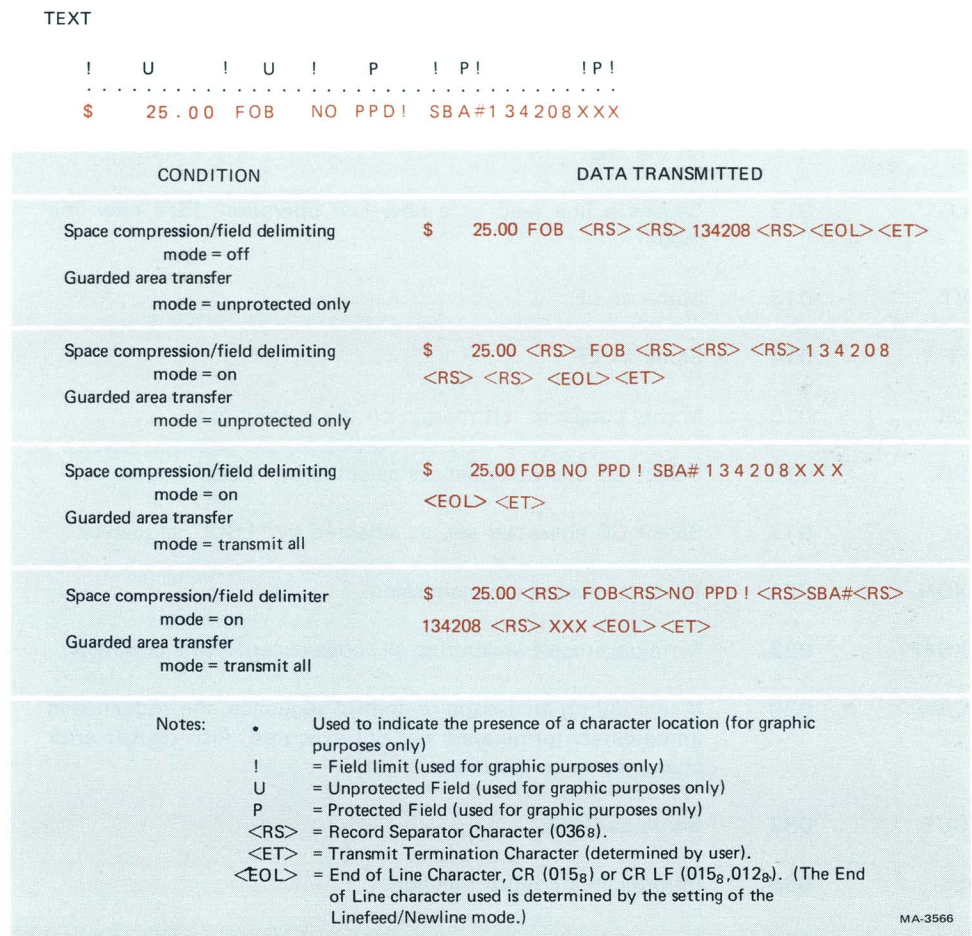 TEXT
! U ! U ! P ! P! !P!
. . . . . . . . . . . . . . . . . . . . . . . . . . . . . . . . . . . .
$ 25.00 FOB NO PPD! SBA#134208XXX
CONDITION DATA TRANSMITTED
Space compression/field delimiting $ 25.00 FOB <RS> <RS> 134208 <RS> <EOL> <ET>
mode = off
Guarded area transfer
mode = unprotected only
Space compression/field delimiting $ 25.00 <RS> FOB <RS> <RS> <RS> 134208
mode = on <RS> <RS> <EOL> <ET>
Guarded area transfer
mode = unprotected only
Space compression/field delimiting $ 25.00 FOB NO PPD! SBA# 134208XXX
mode = on <EOL> <ET>
Guarded area transfer
mode = transmit all
Space compression/field delimiter $ 25.00 <RS> FOB<RS>NO PPD! <RS>SBA#<RS>
mode = on 134208 <RS> XXX <EOL> <ET>
Guarded area transfer
mode = transmit all
Notes: . Used to indicate the presence of a character location (for graphic
purposes only)
! = Field limit (used for graphic purposes only)
U = Unprotected Field (used for graphic purposes only)
P = Protected Field (used for graphic purposes only)
<RS> = Record Separator Character (036₈).
<ET> = Transmit Termination Character (determined by user).
<EOL> = End of Line Character, CR (015₈) or CR LF (015₈,012₈). (The End
of Line character used is determined by the setting of the
Linefeed/Newline mode.)
MA-3566